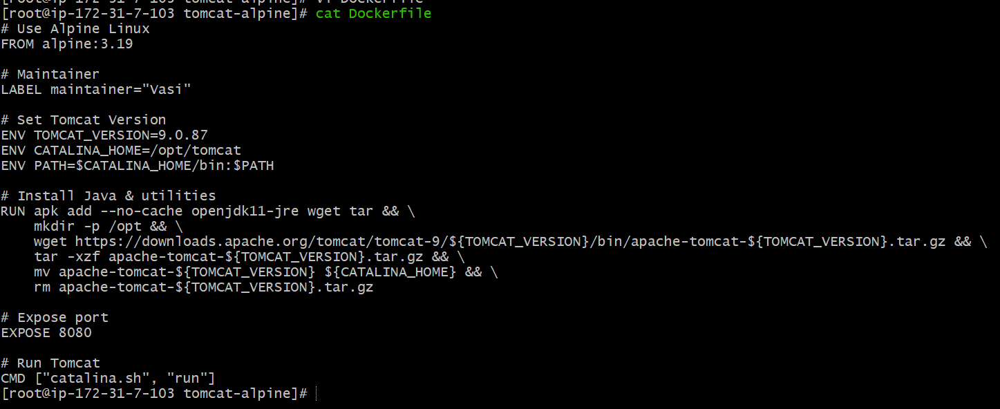 [root@ip-172-31-7-103 tomcat-alpine]# vi Dockerfile
[root@ip-172-31-7-103 tomcat-alpine]# cat Dockerfile
# Use Alpine Linux
FROM alpine:3.19
# Maintainer
LABEL maintainer="Vasi"
# Set Tomcat Version
ENV TOMCAT_VERSION=9.0.87
ENV CATALINA_HOME=/opt/tomcat
ENV PATH=$CATALINA_HOME/bin:$PATH
# Install Java & utilities
RUN apk add --no-cache openjdk11-jre wget tar && \
    mkdir -p /opt && \
    wget https://downloads.apache.org/tomcat/tomcat-9/${TOMCAT_VERSION}/bin/apache-tomcat-${TOMCAT_VERSION}.tar.gz && \
    tar -xzf apache-tomcat-${TOMCAT_VERSION}.tar.gz && \
    mv apache-tomcat-${TOMCAT_VERSION} ${CATALINA_HOME} && \
    rm apache-tomcat-${TOMCAT_VERSION}.tar.gz
# Expose port
EXPOSE 8080
# Run Tomcat
CMD ["catalina.sh", "run"]
[root@ip-172-31-7-103 tomcat-alpine]#